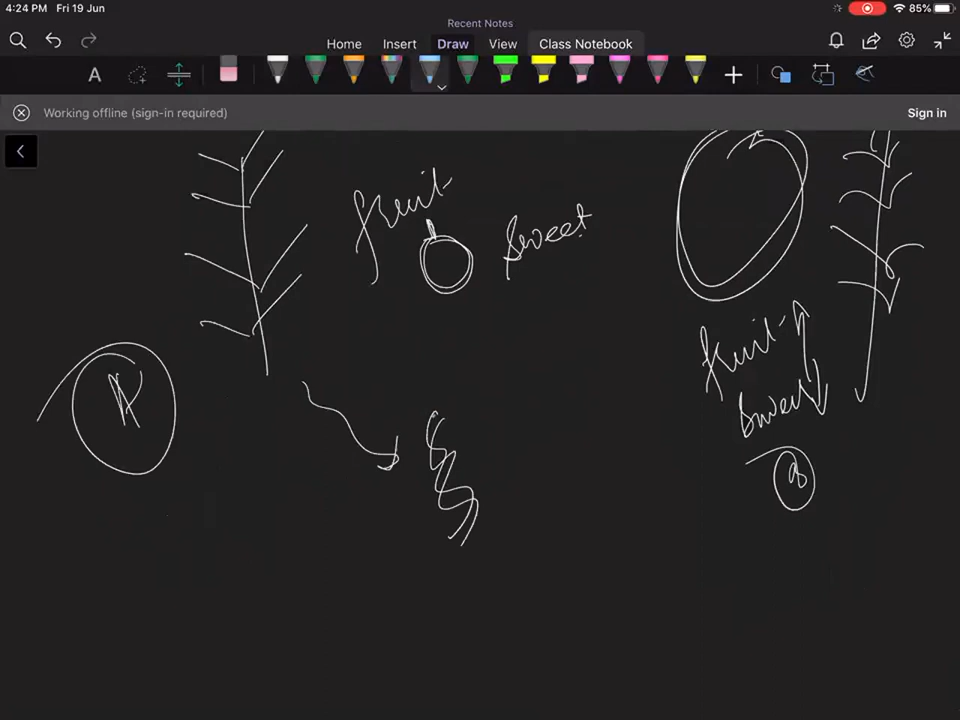 4:24 PM Fri 19 Jun
85%
Recent Notes
Home Insert Draw View Class Notebook
A
Working offline (sign-in required)
Sign in
fruit
sweet
A
fruit ↑
sweet ↓